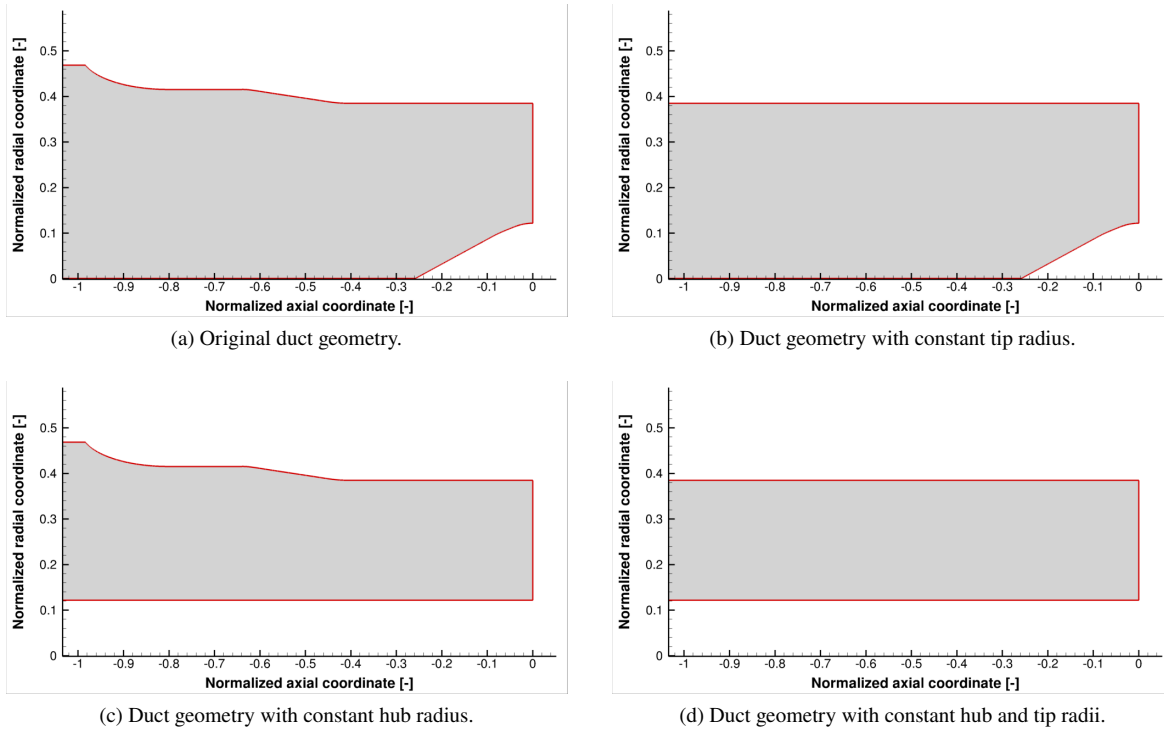 Normalized radial coordinate [-]
0.5
0.4
0.3
0.2
0.1
0
-1 -0.9 -0.8 -0.7 -0.6 -0.5 -0.4 -0.3 -0.2 -0.1 0
Normalized axial coordinate [-]
(a) Original duct geometry.
Normalized radial coordinate [-]
0.5
0.4
0.3
0.2
0.1
0
-1 -0.9 -0.8 -0.7 -0.6 -0.5 -0.4 -0.3 -0.2 -0.1 0
Normalized axial coordinate [-]
(b) Duct geometry with constant tip radius.
Normalized radial coordinate [-]
0.5
0.4
0.3
0.2
0.1
0
-1 -0.9 -0.8 -0.7 -0.6 -0.5 -0.4 -0.3 -0.2 -0.1 0
Normalized axial coordinate [-]
(c) Duct geometry with constant hub radius.
Normalized radial coordinate [-]
0.5
0.4
0.3
0.2
0.1
0
-1 -0.9 -0.8 -0.7 -0.6 -0.5 -0.4 -0.3 -0.2 -0.1 0
Normalized axial coordinate [-]
(d) Duct geometry with constant hub and tip radii.